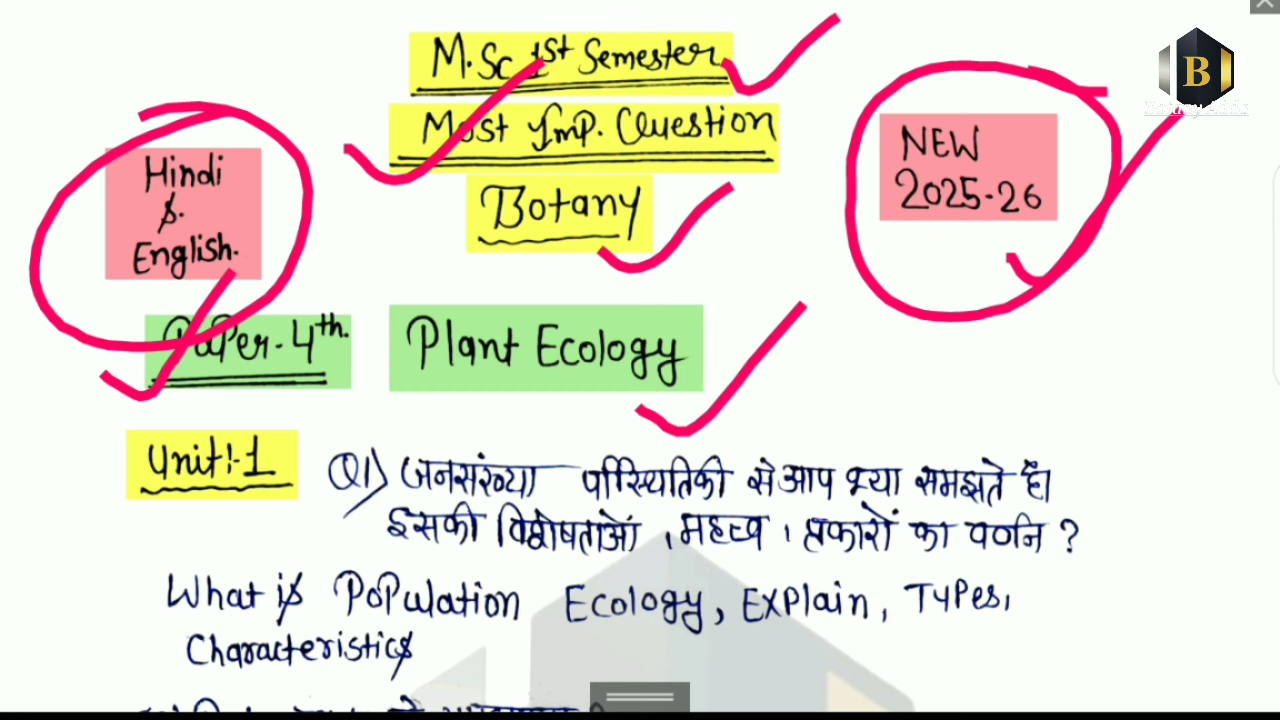 M.Sc 1st Semester
Most Imp. Question
Botany
Hindi
&
English.
NEW
2025-26
B
Paper-4th. Plant Ecology
Unit:-1
Q1) जनसंख्या पारिस्थितिकी से आप क्या समझते हैं।
इसकी विशेषताओं, महत्व, प्रकारों का वर्णन ?
What is Population Ecology, Explain, Types,
Characteristics